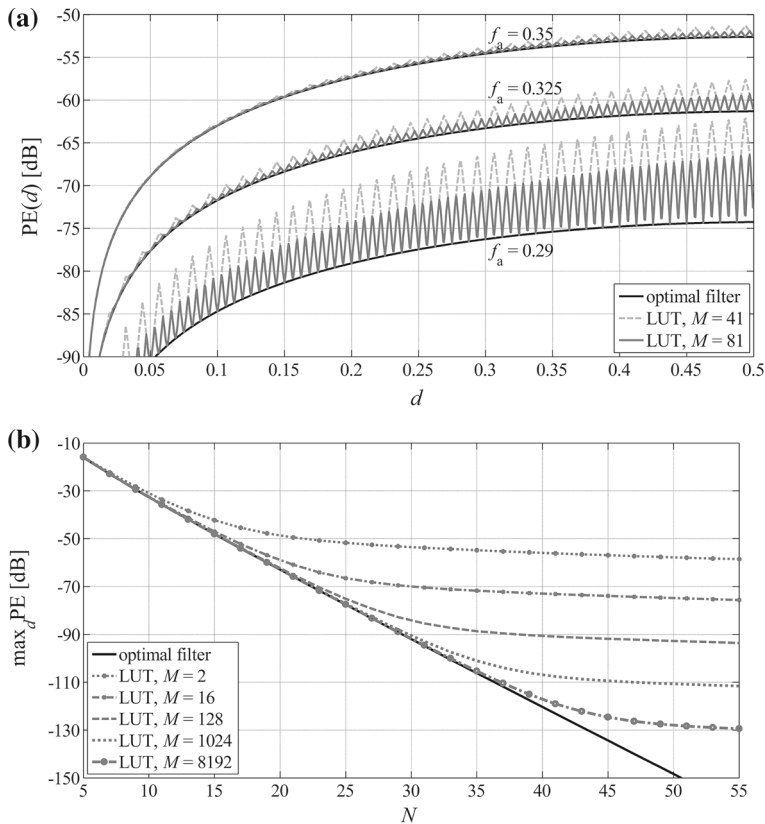 (a)
-50
-55
-60
-65
-70
-75
-80
-85
-90
PE(d) [dB]
fa = 0.35
fa = 0.325
fa = 0.29
optimal filter
LUT, M = 41
LUT, M = 81
0 0.05 0.1 0.15 0.2 0.25 0.3 0.35 0.4 0.45 0.5
d
(b)
-10
-30
-50
-70
-90
-110
-130
-150
maxdPE [dB]
optimal filter
LUT, M = 2
LUT, M = 16
LUT, M = 128
LUT, M = 1024
LUT, M = 8192
5 10 15 20 25 30 35 40 45 50 55
N